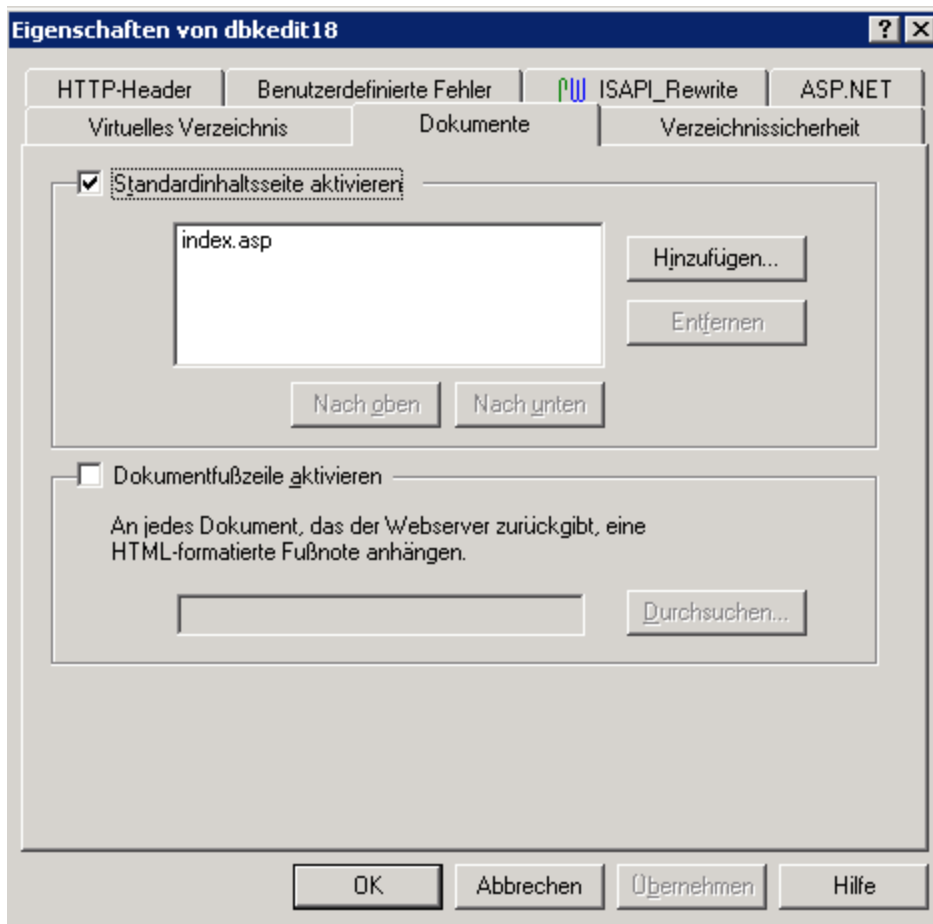 Eigenschaften von dbkedit18
HTTP-Header
Benutzerdefinierte Fehler
ISAPI_Rewrite
ASP.NET
Virtuelles Verzeichnis
Dokumente
Verzeichnissicherheit
Standardinhaltsseite aktivieren
index.asp
Hinzufügen...
Entfernen
Nach oben
Nach unten
Dokumentfußzeile aktivieren
An jedes Dokument, das der Webserver zurückgibt, eine
HTML-formatierte Fußnote anhängen.
Durchsuchen...
OK
Abbrechen
Übernehmen
Hilfe